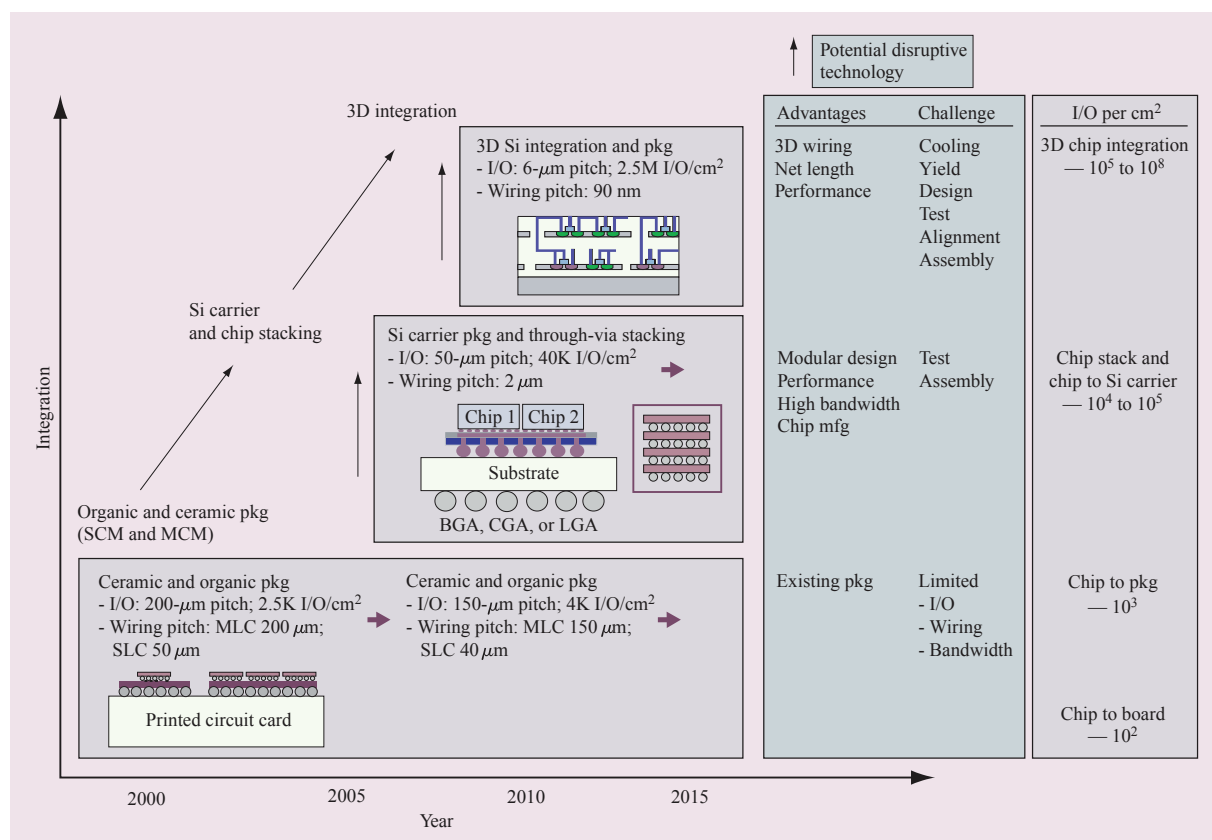 Potential disruptive
technology
Integration
3D integration
Si carrier
and chip stacking
Organic and ceramic pkg
(SCM and MCM)
3D Si integration and pkg
- I/O: 6-μm pitch; 2.5M I/O/cm²
- Wiring pitch: 90 nm
Si carrier pkg and through-via stacking
- I/O: 50-μm pitch; 40K I/O/cm²
- Wiring pitch: 2 μm
Chip 1
Chip 2
Substrate
BGA, CGA, or LGA
Ceramic and organic pkg
- I/O: 200-μm pitch; 2.5K I/O/cm²
- Wiring pitch: MLC 200 μm;
SLC 50 μm
Printed circuit card
Ceramic and organic pkg
- I/O: 150-μm pitch; 4K I/O/cm²
- Wiring pitch: MLC 150 μm;
SLC 40 μm
Advantages
3D wiring
Net length
Performance
Modular design
Performance
High bandwidth
Chip mfg
Existing pkg
Challenge
Cooling
Yield
Design
Test
Alignment
Assembly
Test
Assembly
Limited
- I/O
- Wiring
- Bandwidth
I/O per cm²
3D chip integration
— 10⁵ to 10⁸
Chip stack and
chip to Si carrier
— 10⁴ to 10⁵
Chip to pkg
— 10³
Chip to board
— 10²
2000
2005
2010
2015
Year